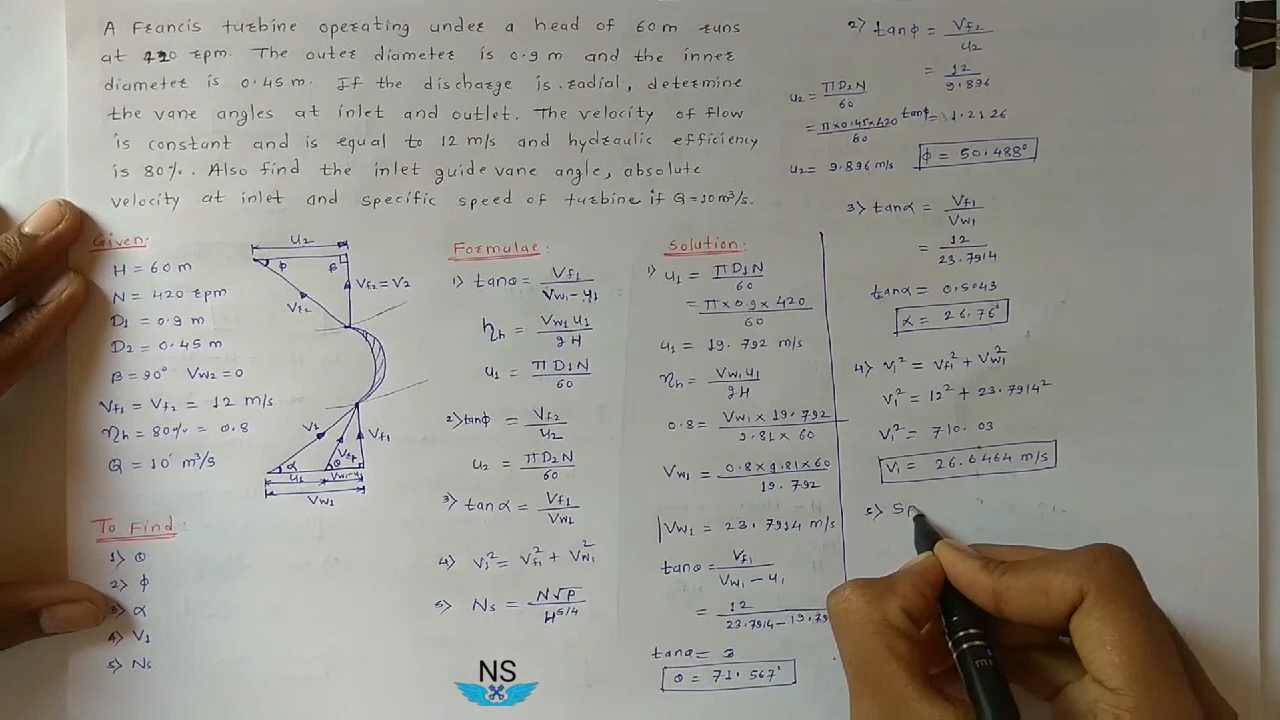 A Francis turbine operating under a head of 60m runs
at 420 rpm. The outer diameter is 0.9m and the inner
diameter is 0.45m. If the discharge is radial, determine
the vane angles at inlet and outlet. The velocity of flow
is constant and is equal to 12 m/s and hydraulic efficiency
is 80%. Also find the inlet guide vane angle, absolute
velocity at inlet and specific speed of turbine if Q=10m³/s.
Given:
H = 60 m
N = 420 rpm
D1 = 0.9 m
D2 = 0.45 m
β = 90° Vw2 = 0
Vf1 = Vf2 = 12 m/s
ηh = 80% = 0.8
Q = 10 m³/s
To Find:
1> θ
2> ϕ
3> α
4> V1
5> Ns
u2
ϕ
β
Vf2 = V2
Vr2
V1
Vf1
α
θ
u1
Vw1
Formulae:
1> tanθ = Vf1 / Vw1 - u1
ηh = Vw1 u1 / gH
u1 = π D1 N / 60
2> tanϕ = Vf2 / u2
u2 = π D2 N / 60
3> tanα = Vf1 / Vw1
4> V1² = Vf1² + Vw1²
5> Ns = N√P / H^5/4
NS
Solution:
1> u1 = π D1 N / 60
= π × 0.9 × 420 / 60
u1 = 19.792 m/s
ηh = Vw1 u1 / gH
0.8 = Vw1 × 19.792 / 9.81 × 60
Vw1 = 0.8 × 9.81 × 60 / 19.792
Vw1 = 23.7914 m/s
tanθ = Vf1 / Vw1 - u1
= 12 / 23.7914 - 19.79
tanθ = 3
θ = 71.567°
2> tanϕ = Vf2 / u2
= 12 / 9.896
u2 = π D2 N / 60
= π × 0.45 × 420 / 60
tanϕ = 1.2126
u2 = 9.896 m/s
ϕ = 50.488°
3> tanα = Vf1 / Vw1
= 12 / 23.7914
tanα = 0.5043
α = 26.76°
4> V1² = Vf1² + Vw1²
V1² = 12² + 23.7914²
V1² = 710.03
V1 = 26.6464 m/s
5> Sp